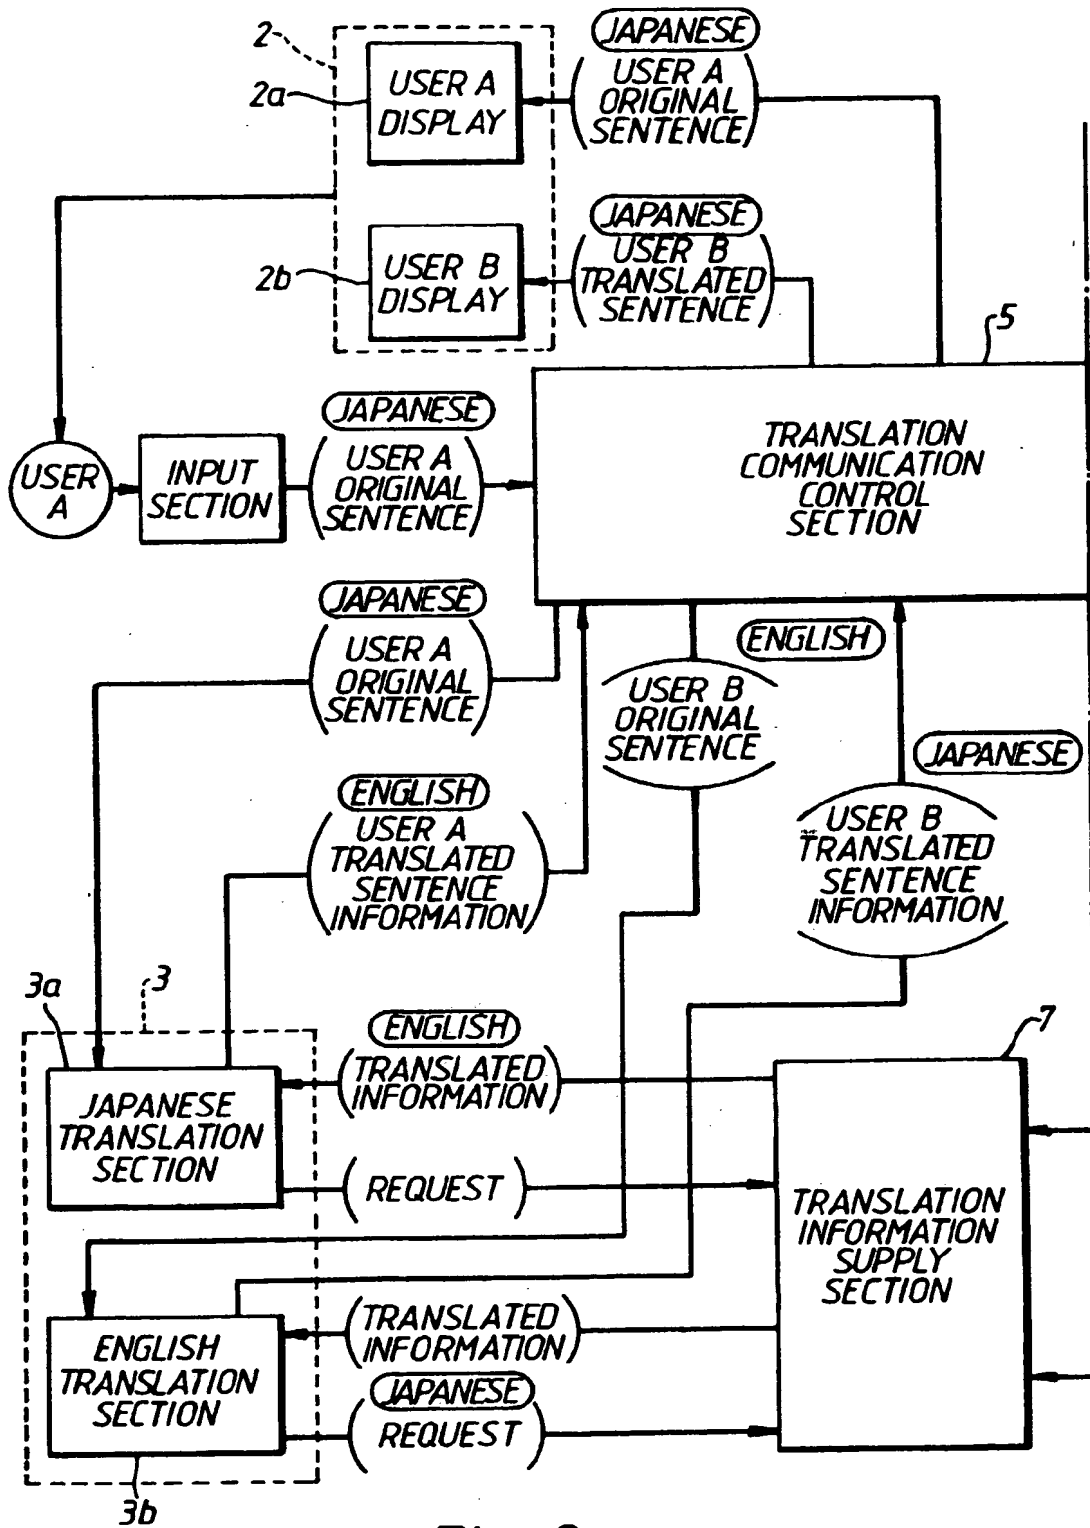 2
2a
USER A
DISPLAY
JAPANESE
(USER A
ORIGINAL
SENTENCE)
2b
USER B
DISPLAY
JAPANESE
(USER B
TRANSLATED
SENTENCE)
5
TRANSLATION
COMMUNICATION
CONTROL
SECTION
USER
A
INPUT
SECTION
JAPANESE
(USER A
ORIGINAL
SENTENCE)
JAPANESE
(USER A
ORIGINAL
SENTENCE)
ENGLISH
USER B
ORIGINAL
SENTENCE
ENGLISH
(USER A
TRANSLATED
SENTENCE
INFORMATION)
JAPANESE
USER B
TRANSLATED
SENTENCE
INFORMATION
3a
3
JAPANESE
TRANSLATION
SECTION
ENGLISH
(TRANSLATED
INFORMATION)
(REQUEST)
7
TRANSLATION
INFORMATION
SUPPLY
SECTION
ENGLISH
TRANSLATION
SECTION
(TRANSLATED
INFORMATION)
JAPANESE
(REQUEST)
3b